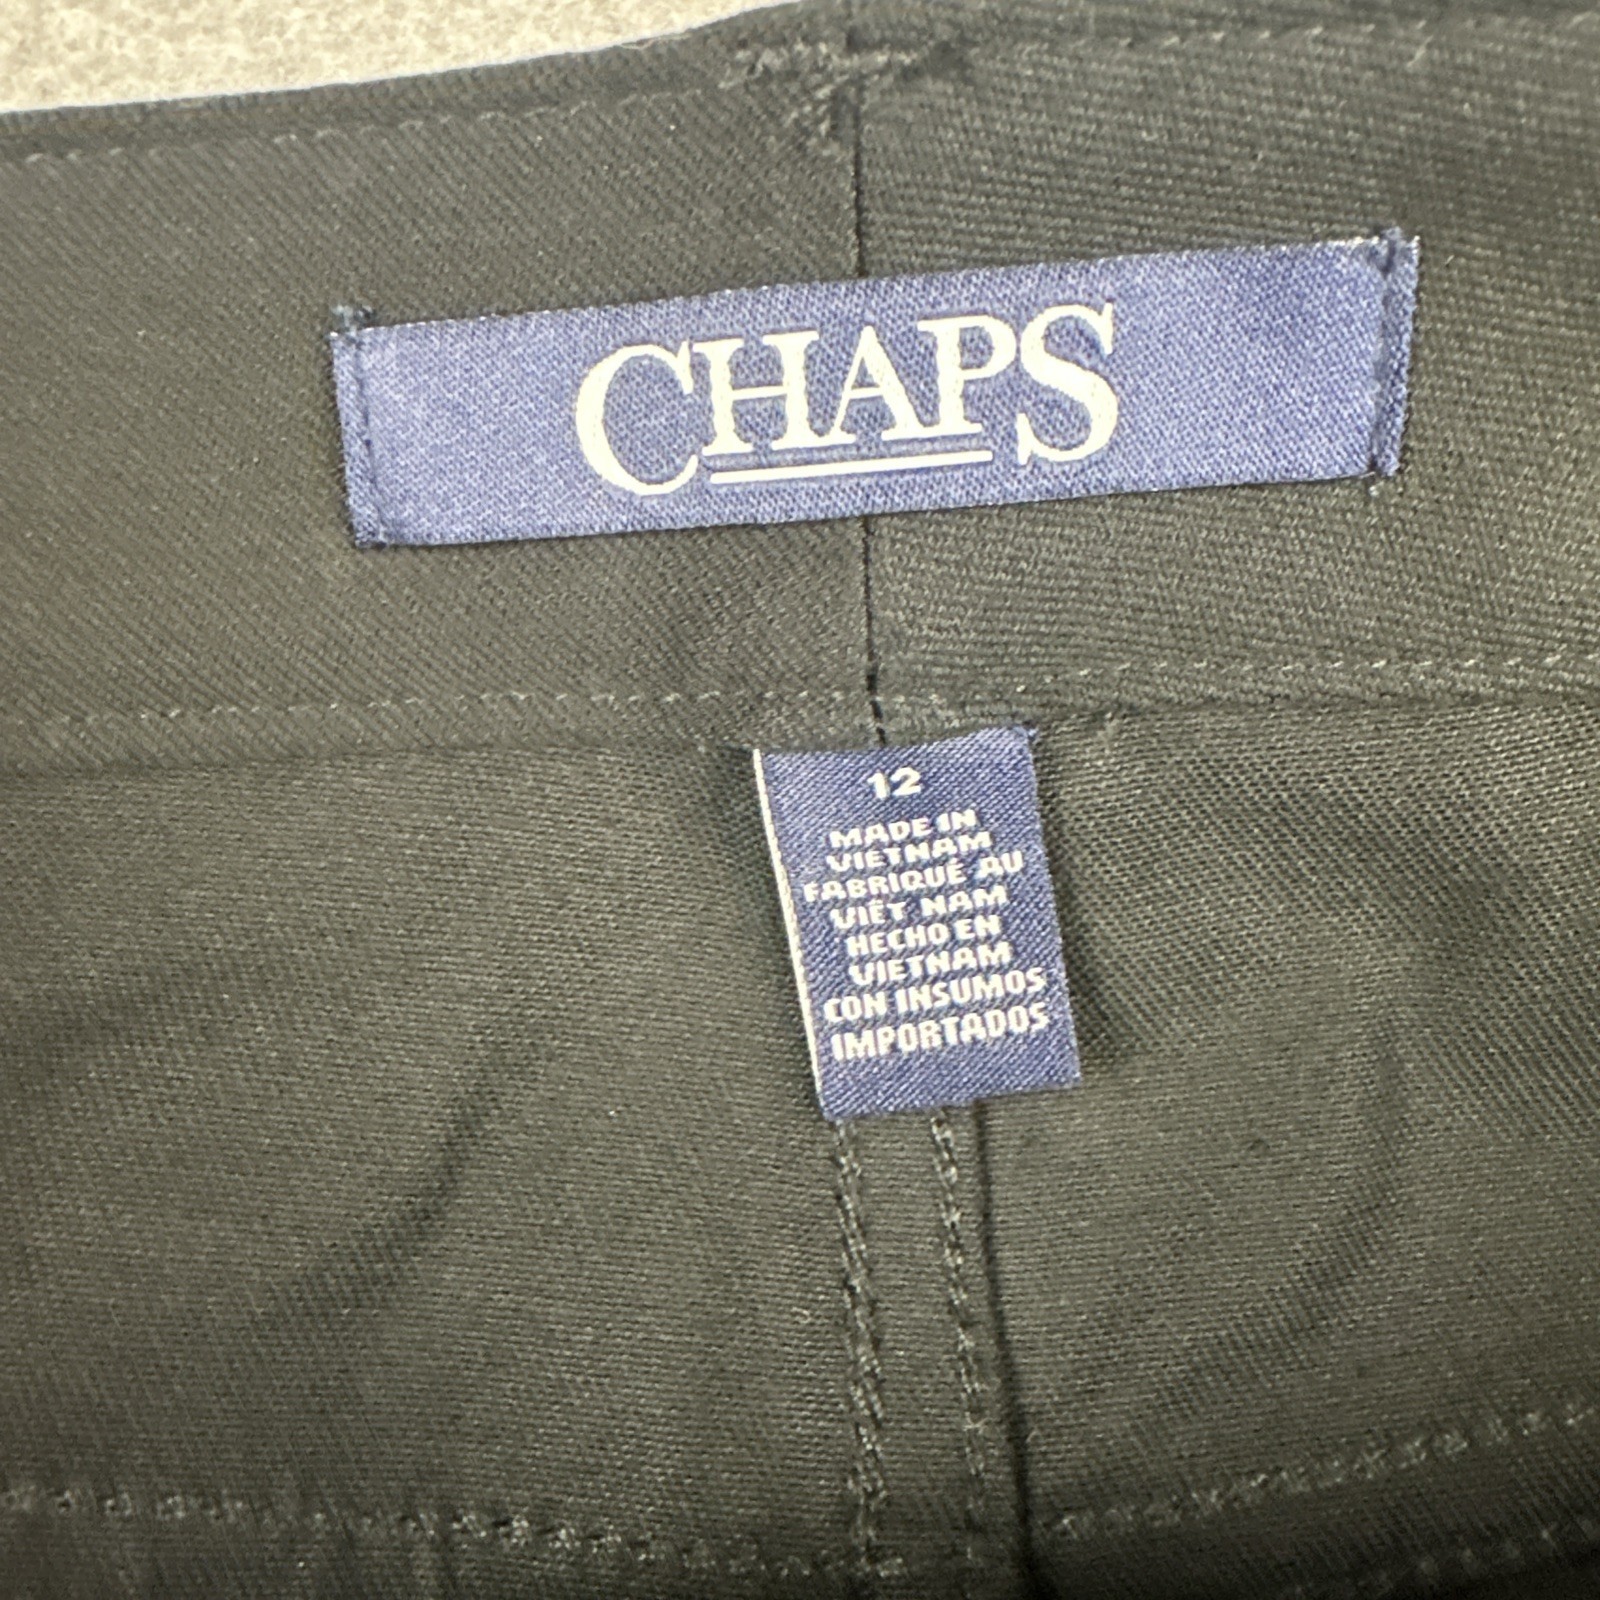 CHAPS
12
MADE IN
VIETNAM
FABRIQUÉ AU
VIÊT NAM
HECHO EN
VIETNAM
CON INSUMOS
IMPORTADOS